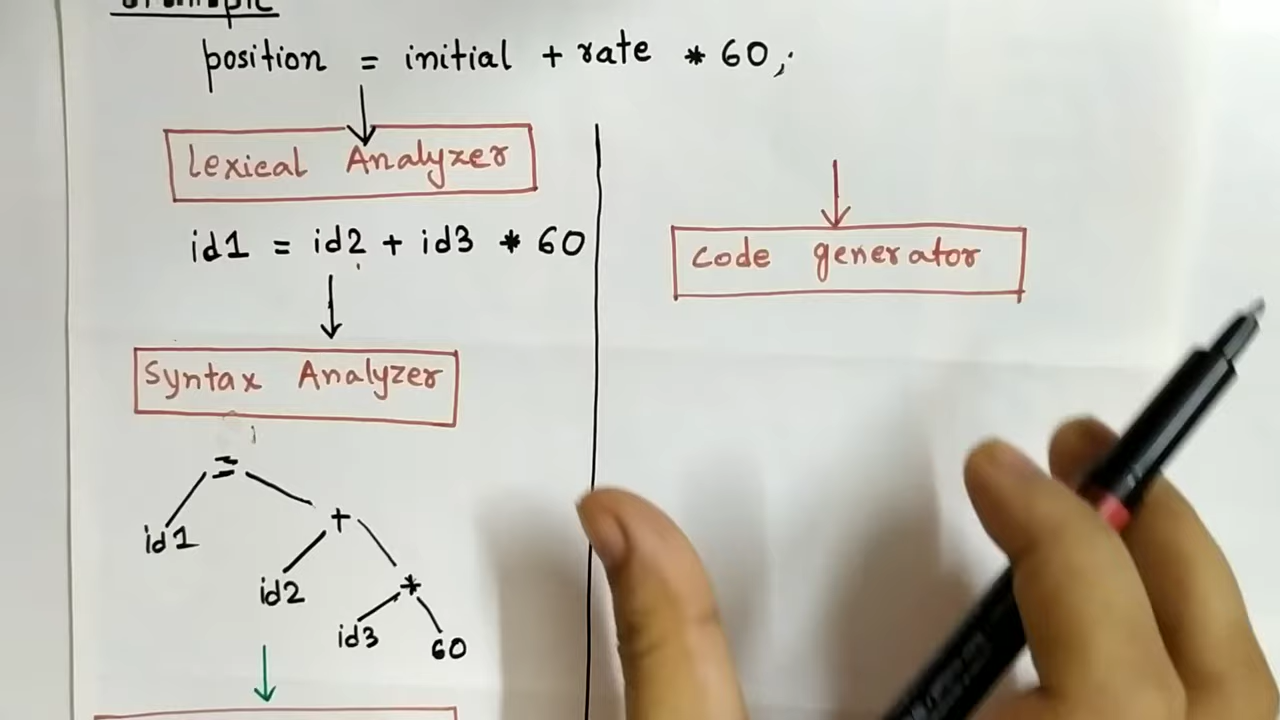 position = initial + rate * 60;
Lexical Analyzer
id1 = id2 + id3 * 60
Syntax Analyzer
=
id1 +
id2 *
id3 60
code generator